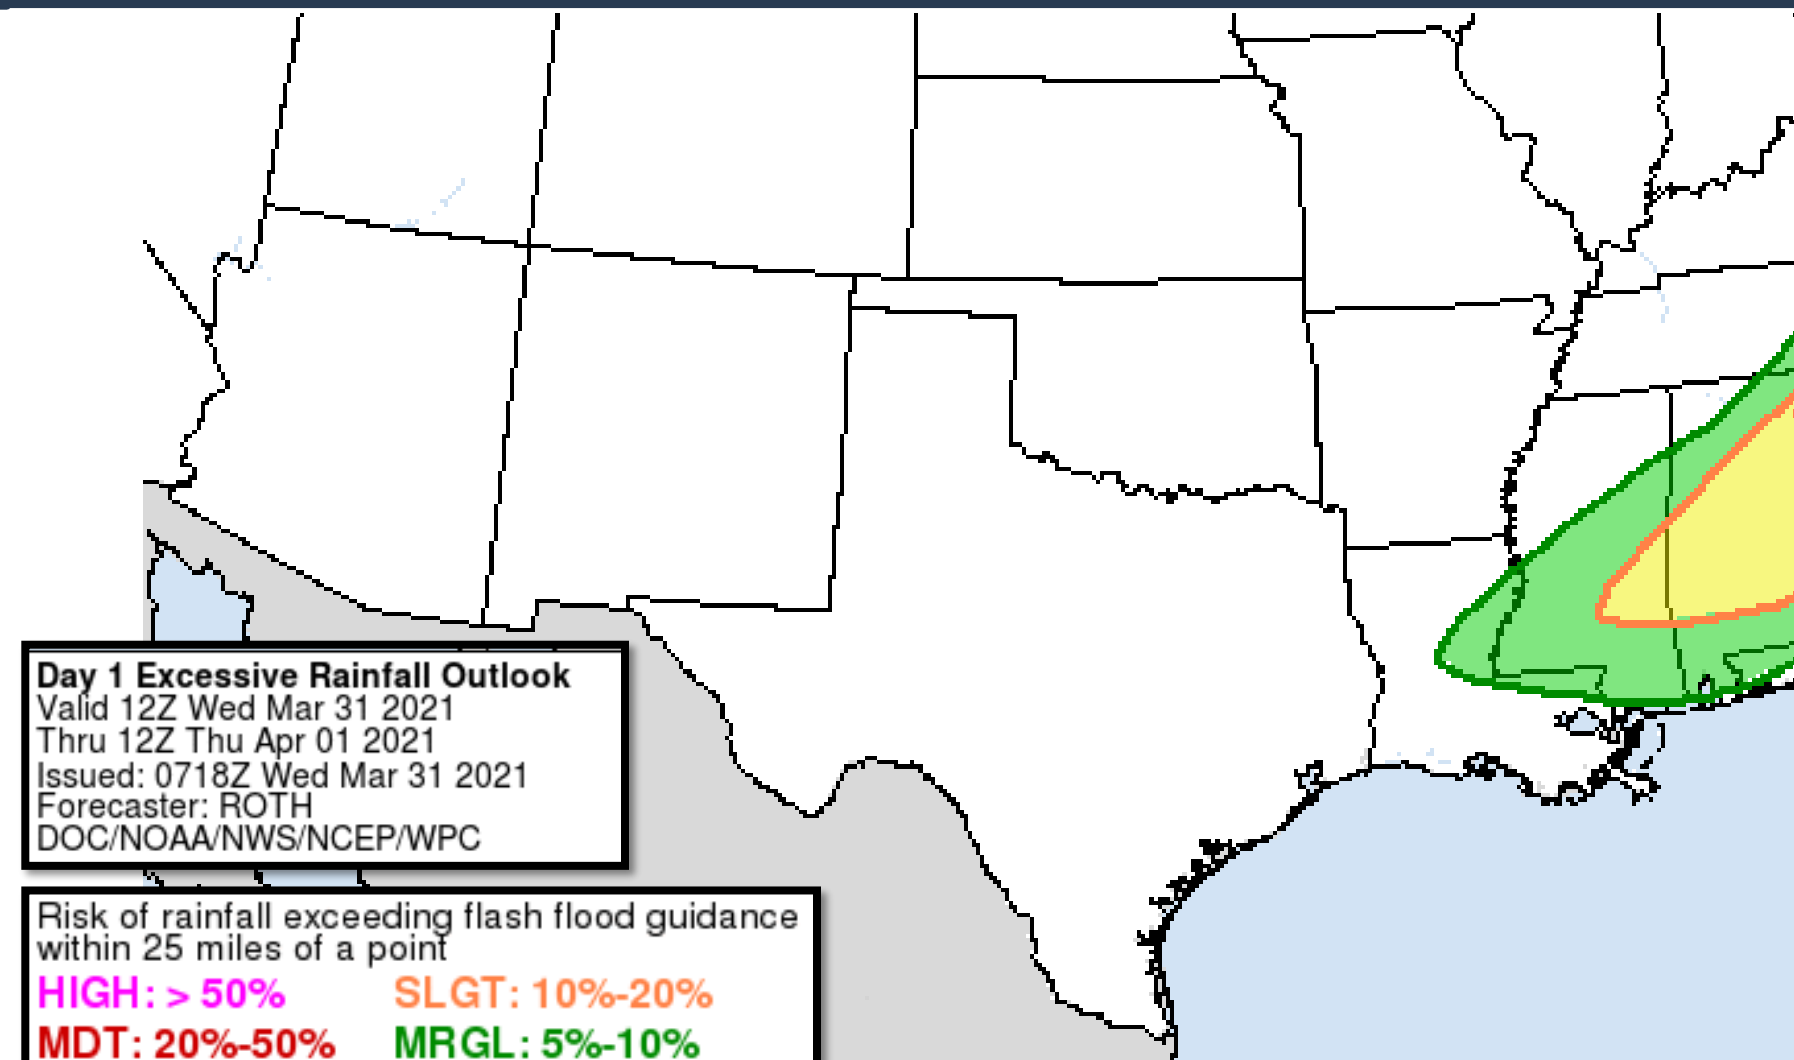 Day 1 Excessive Rainfall Outlook
Valid 12Z Wed Mar 31 2021
Thru 12Z Thu Apr 01 2021
Issued: 0718Z Wed Mar 31 2021
Forecaster: ROTH
DOC/NOAA/NWS/NCEP/WPC
Risk of rainfall exceeding flash flood guidance
within 25 miles of a point
HIGH: > 50% SLGT: 10%-20%
MDT: 20%-50% MRGL: 5%-10%